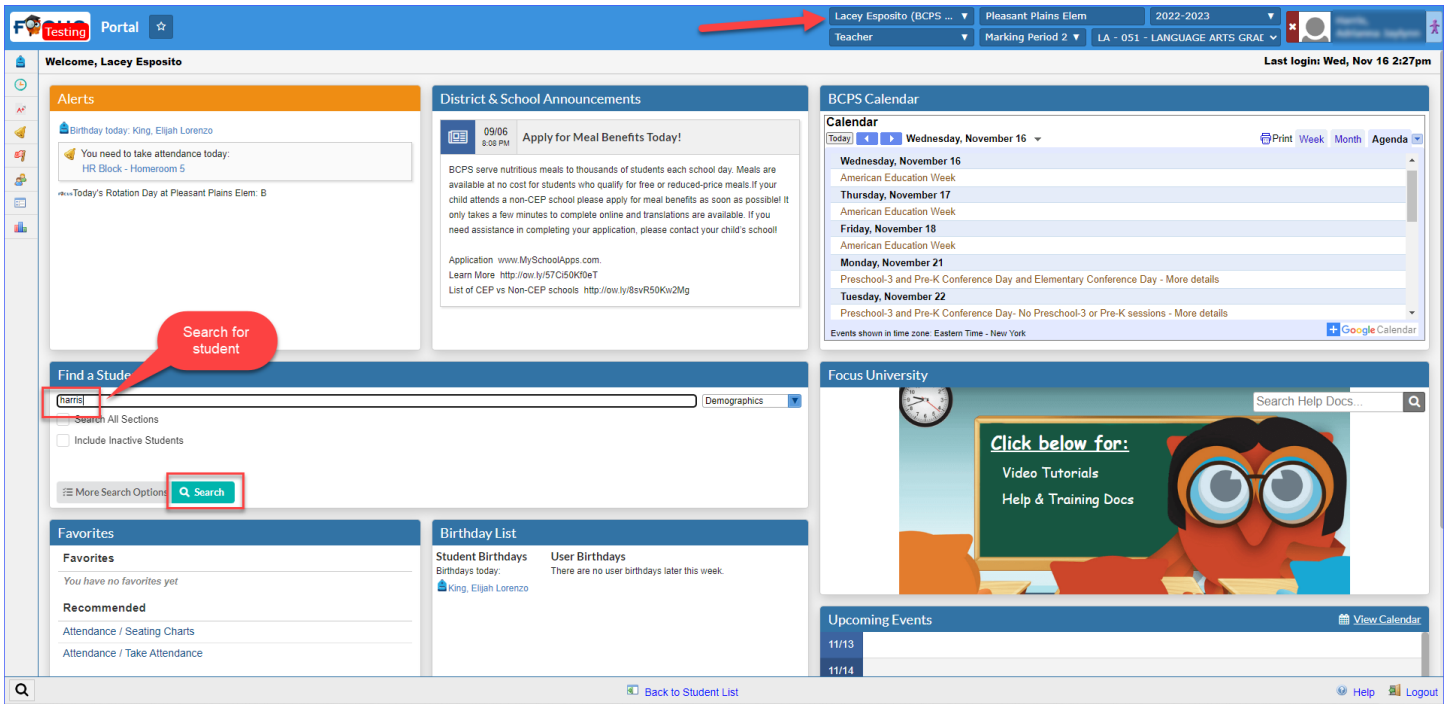 FOCUS
Testing
Portal
Lacey Esposito (BCPS ...
Pleasant Plains Elem
2022-2023
Teacher
Marking Period 2
LA - 051 - LANGUAGE ARTS GRAD
Welcome, Lacey Esposito
Last login: Wed, Nov 16 2:27pm
Alerts
Birthday today: King, Elijah Lorenzo
You need to take attendance today:
HR Block - Homeroom 5
Today's Rotation Day at Pleasant Plains Elem: B
District & School Announcements
09/06
8:08 PM
Apply for Meal Benefits Today!
BCPS serve nutritious meals to thousands of students each school day. Meals are
available at no cost for students who qualify for free or reduced-price meals.If your
child attends a non-CEP school please apply for meal benefits as soon as possible! It
only takes a few minutes to complete online and translations are available. If you
need assistance in completing your application, please contact your child's school!
Application www.MySchoolApps.com.
Learn More http://ow.ly/57Ci50Kf0eT
List of CEP vs Non-CEP schools http://ow.ly/8svR50Kw2Mg
BCPS Calendar
Calendar
Today
Wednesday, November 16
Print
Week
Month
Agenda
Wednesday, November 16
American Education Week
Thursday, November 17
American Education Week
Friday, November 18
American Education Week
Monday, November 21
Preschool-3 and Pre-K Conference Day and Elementary Conference Day - More details
Tuesday, November 22
Preschool-3 and Pre-K Conference Day- No Preschool-3 or Pre-K sessions - More details
Events shown in time zone: Eastern Time - New York
Google Calendar
Search for
student
Find a Stude
harris
Demographics
Search All Sections
Include Inactive Students
More Search Options
Search
Focus University
Search Help Docs...
Click below for:
Video Tutorials
Help & Training Docs
Favorites
Favorites
You have no favorites yet
Recommended
Attendance / Seating Charts
Attendance / Take Attendance
Birthday List
Student Birthdays
Birthdays today:
King, Elijah Lorenzo
User Birthdays
There are no user birthdays later this week.
Upcoming Events
View Calendar
11/13
11/14
Back to Student List
Help
Logout